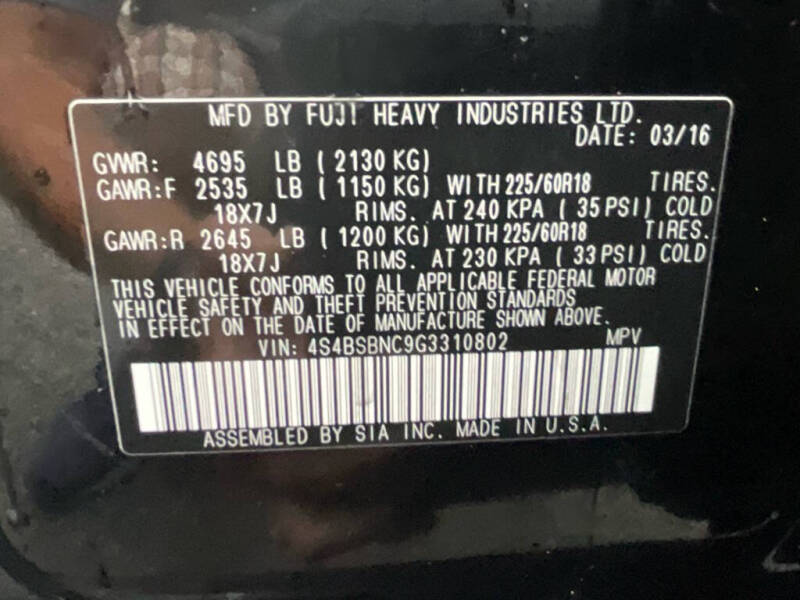 MFD BY FUJI HEAVY INDUSTRIES LTD.
DATE: 03/16
GVWR: 4695 LB ( 2130 KG)
GAWR:F 2535 LB ( 1150 KG) WITH 225/60R18 TIRES.
18X7J RIMS. AT 240 KPA ( 35 PSI) COLD
GAWR:R 2645 LB ( 1200 KG) WITH 225/60R18 TIRES.
18X7J RIMS. AT 230 KPA ( 33 PSI) COLD
THIS VEHICLE CONFORMS TO ALL APPLICABLE FEDERAL MOTOR
VEHICLE SAFETY AND THEFT PREVENTION STANDARDS
IN EFFECT ON THE DATE OF MANUFACTURE SHOWN ABOVE.
VIN: 4S4BSBNC9G3310802 MPV
ASSEMBLED BY SIA INC. MADE IN U.S.A.